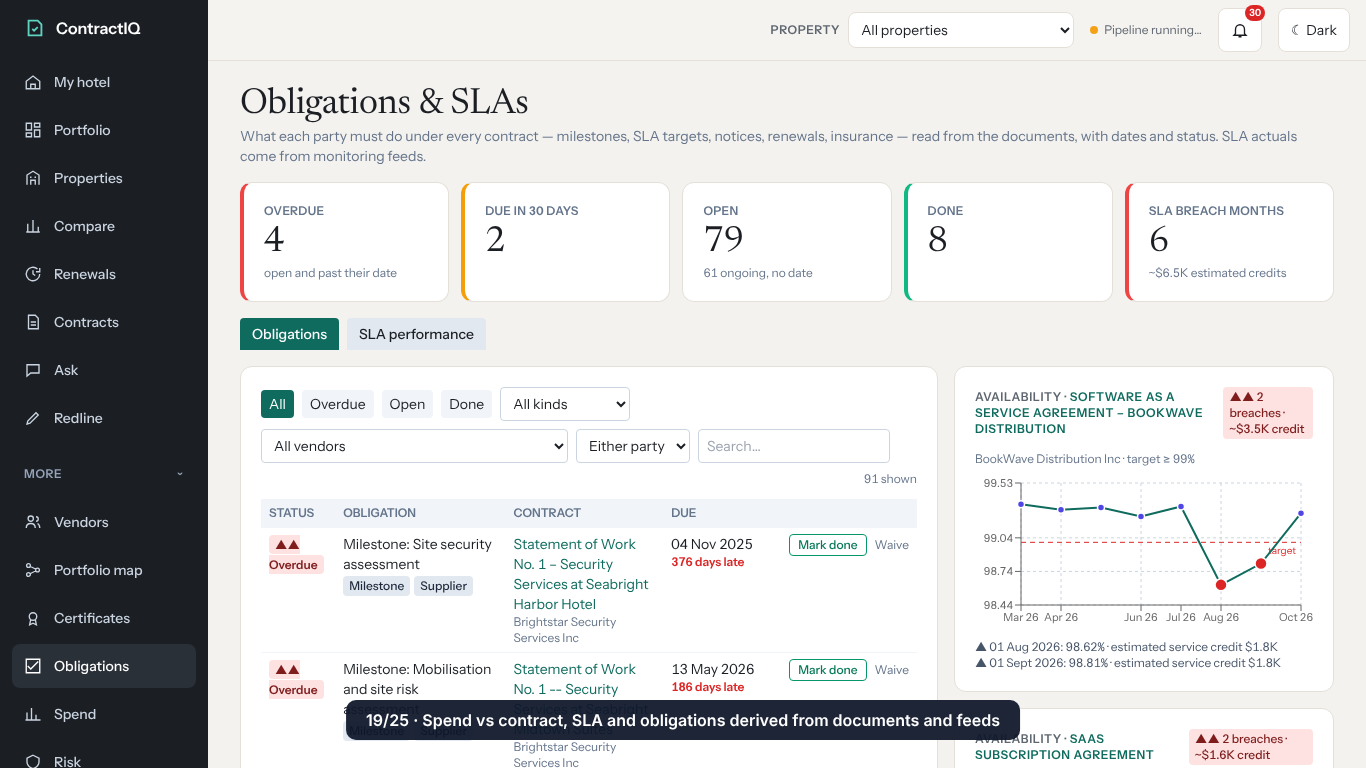 ContractIQ
My hotel
Portfolio
Properties
Compare
Renewals
Contracts
Ask
Redline
MORE
Vendors
Portfolio map
Certificates
Obligations
Spend
Risk
PROPERTY
All properties
Pipeline running...
30
Dark
Obligations & SLAs
What each party must do under every contract — milestones, SLA targets, notices, renewals, insurance — read from the documents, with dates and status. SLA actuals
come from monitoring feeds.
OVERDUE
4
open and past their date
DUE IN 30 DAYS
2
OPEN
79
61 ongoing, no date
DONE
8
SLA BREACH MONTHS
6
~$6.5K estimated credits
Obligations
SLA performance
All
Overdue
Open
Done
All kinds
All vendors
Either party
Search...
91 shown
STATUS OBLIGATION CONTRACT DUE
▲▲
Overdue
Milestone: Site security
assessment
Milestone Supplier
Statement of Work
No. 1 – Security
Services at Seabright
Harbor Hotel
Brightstar Security
Services Inc
04 Nov 2025
376 days late
Mark done Waive
▲▲
Overdue
Milestone: Mobilisation
and site risk
assessment
Milestone Supplier
Statement of Work
No. 1 -- Security
Services at Seabright
Midtown Suites
Brightstar Security
Services Inc
13 May 2026
186 days late
Mark done Waive
AVAILABILITY · SOFTWARE AS A
SERVICE AGREEMENT – BOOKWAVE
DISTRIBUTION
▲▲ 2
breaches ·
~$3.5K credit
BookWave Distribution Inc · target ≥ 99%
99.53
99.04
98.74
98.44
target
Mar 26 Apr 26 Jun 26 Jul 26 Aug 26 Oct 26
▲ 01 Aug 2026: 98.62% · estimated service credit $1.8K
▲ 01 Sept 2026: 98.81% · estimated service credit $1.8K
AVAILABILITY · SAAS
SUBSCRIPTION AGREEMENT
▲▲ 2 breaches ·
~$1.6K credit
19/25 · Spend vs contract, SLA and obligations derived from documents and feeds